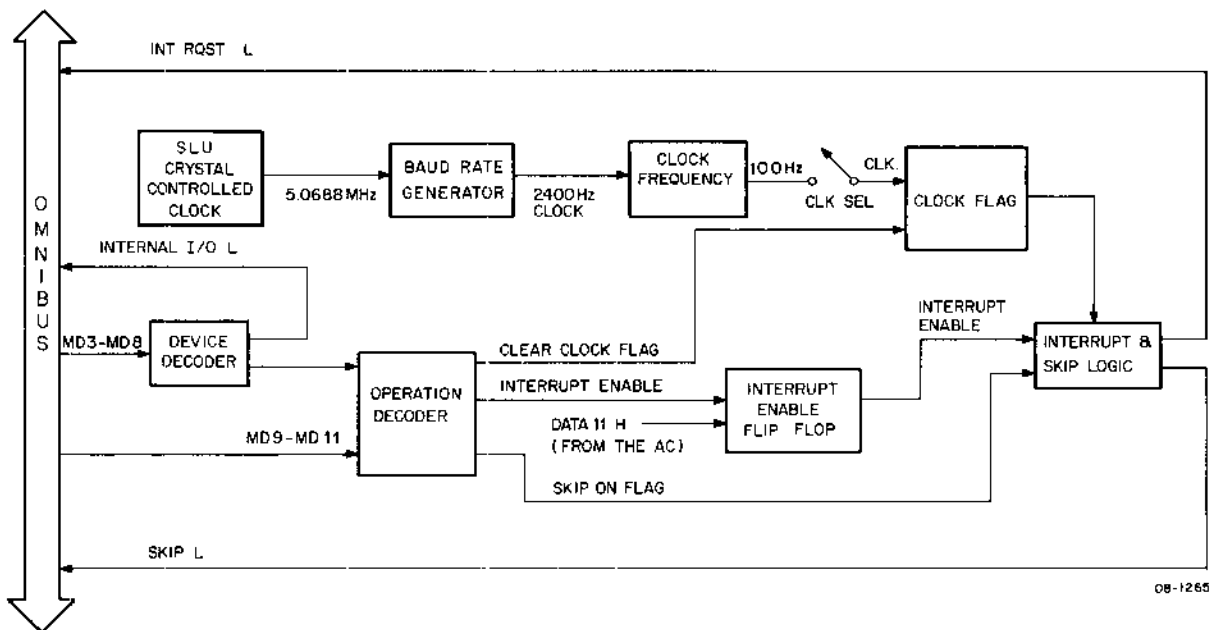 INT RQST L
SLU
CRYSTAL
CONTROLLED
CLOCK
5.0688MHz
BAUD RATE
GENERATOR
2400Hz
CLOCK
CLOCK
FREQUENCY
100Hz
CLK SEL
CLK.
CLOCK FLAG
OMNIBUS
INTERNAL I/O L
MD3-MD8
DEVICE
DECODER
MD9-MD11
OPERATION
DECODER
CLEAR CLOCK FLAG
INTERRUPT ENABLE
DATA 11 H
(FROM THE AC)
SKIP ON FLAG
INTERRUPT
ENABLE
FLIP FLOP
INTERRUPT
ENABLE
INTERRUPT &
SKIP LOGIC
SKIP L
08-1265